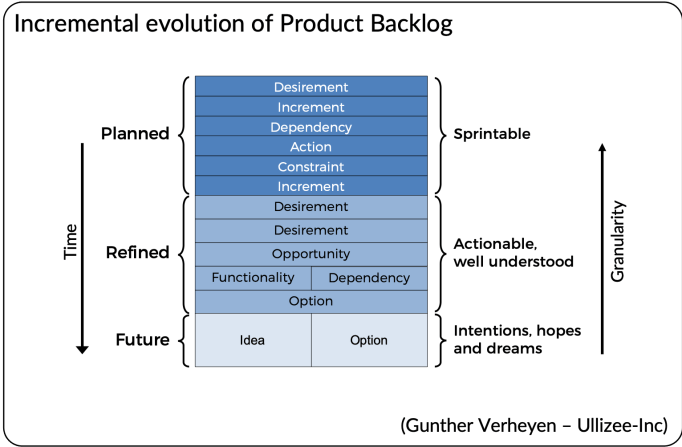 Incremental evolution of Product Backlog
Planned
Desirement
Increment
Dependency
Action
Constraint
Increment
Sprintable
Time
Refined
Desirement
Desirement
Opportunity
Functionality Dependency
Option
Actionable,
well understood
Granularity
Future
Idea Option
Intentions, hopes
and dreams
(Gunther Verheyen – Ullizee-Inc)